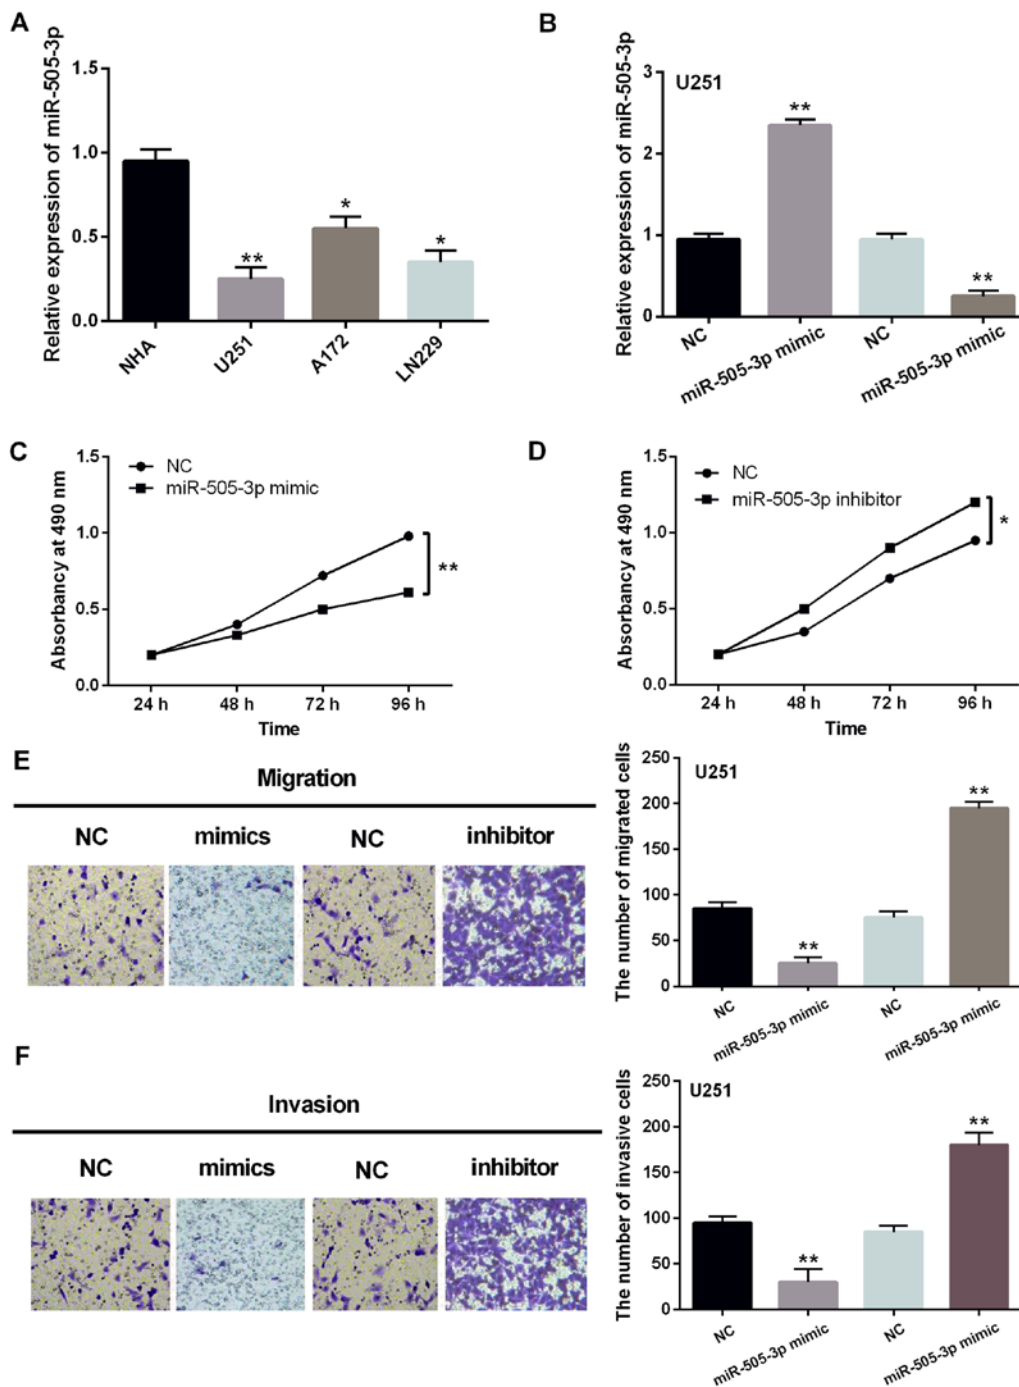 A
Relative expression of miR-505-3p
1.5
1.0
0.5
0.0
**
*
*
NHA
U251
A172
LN229
B
Relative expression of miR-505-3p
U251
3
2
1
0
**
**
NC
miR-505-3p mimic
NC
miR-505-3p mimic
C
Absorbancy at 490 nm
1.5
1.0
0.5
0.0
NC
miR-505-3p mimic
**
24 h
48 h
72 h
96 h
Time
D
Absorbancy at 490 nm
1.5
1.0
0.5
0.0
NC
miR-505-3p inhibitor
*
24 h
48 h
72 h
96 h
Time
E
Migration
NC
mimics
NC
inhibitor
The number of migrated cells
250
200
150
100
50
0
U251
**
**
NC
miR-505-3p mimic
NC
miR-505-3p mimic
F
Invasion
NC
mimics
NC
inhibitor
The number of invasive cells
250
200
150
100
50
0
U251
**
**
NC
miR-505-3p mimic
NC
miR-505-3p mimic